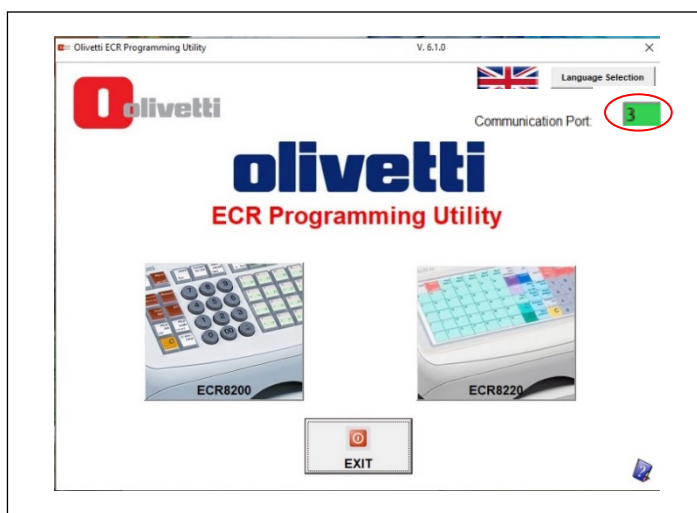 Olivetti ECR Programming Utility V. 6.1.0
Language Selection
olivetti
Communication Port: 3
olivetti
ECR Programming Utility
ECR8200 ECR8220
EXIT